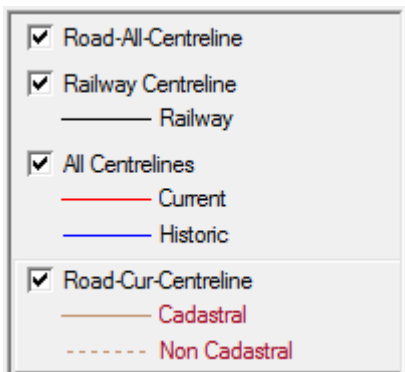 Road-All-Centreline
Railway Centreline
Railway
All Centrelines
Current
Historic
Road-Cur-Centreline
Cadastral
Non Cadastral